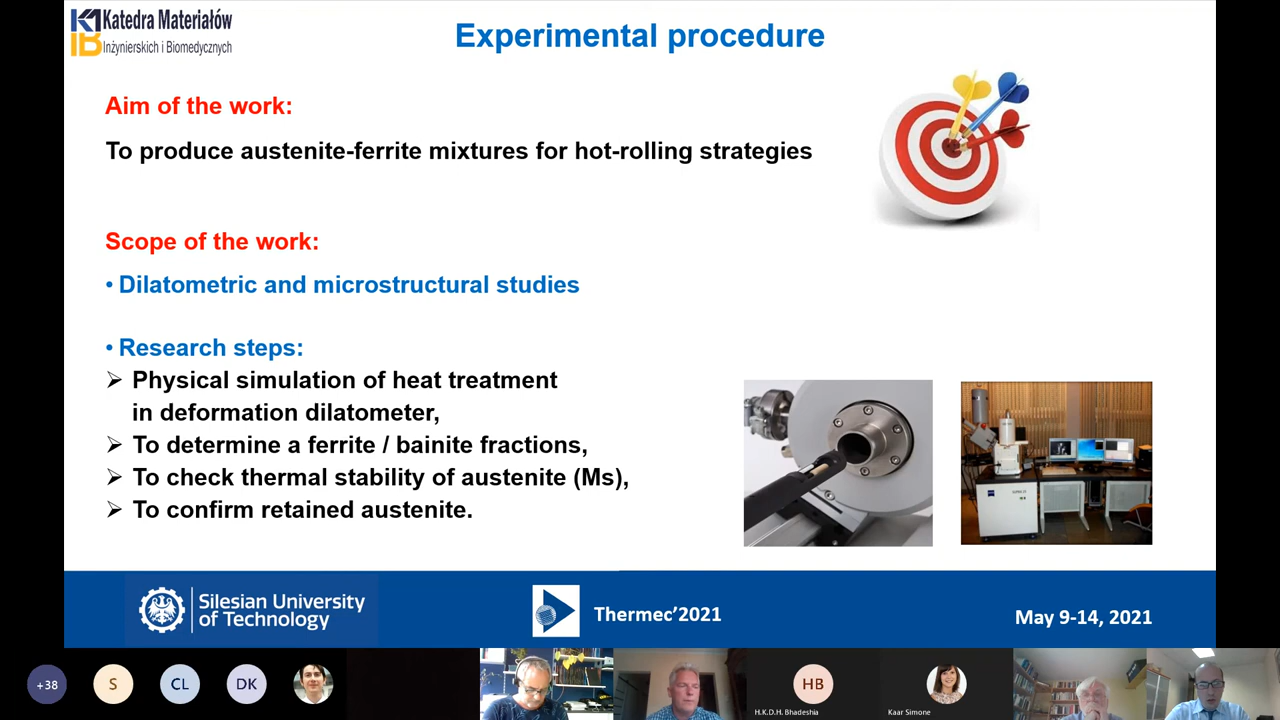 Katedra Materiałów
Inżynierskich i Biomedycznych
Experimental procedure
Aim of the work:
To produce austenite-ferrite mixtures for hot-rolling strategies
Scope of the work:
• Dilatometric and microstructural studies
• Research steps:
➢ Physical simulation of heat treatment
in deformation dilatometer,
➢ To determine a ferrite / bainite fractions,
➢ To check thermal stability of austenite (Ms),
➢ To confirm retained austenite.
Silesian University
of Technology
Thermec’2021
May 9-14, 2021
+38
S
CL
DK
HB
H.K.D.H. Bhadeshia
Kaar Simone